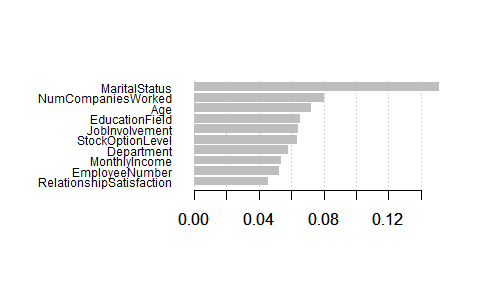 MaritalStatus
NumCompaniesWorked
Age
EducationField
JobInvolvement
StockOptionLevel
Department
MonthlyIncome
EmployeeNumber
RelationshipSatisfaction
0.00 0.04 0.08 0.12